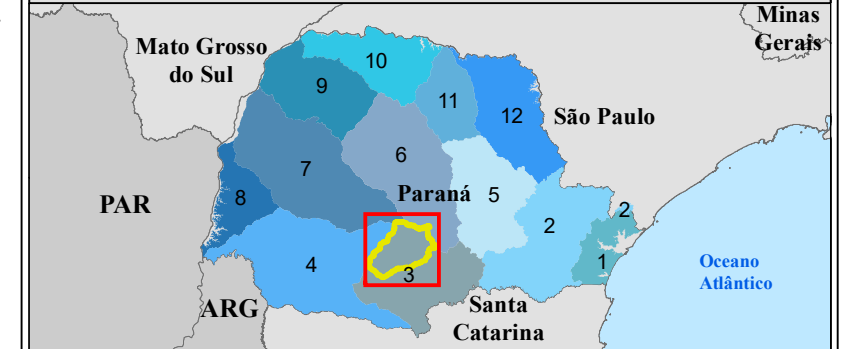 Minas
Gerais
Mato Grosso
do Sul
10
9
11
12
São Paulo
6
7
5
8
Paraná
PAR
2
2
4
3
1
Oceano
Atlântico
ARG
Santa
Catarina